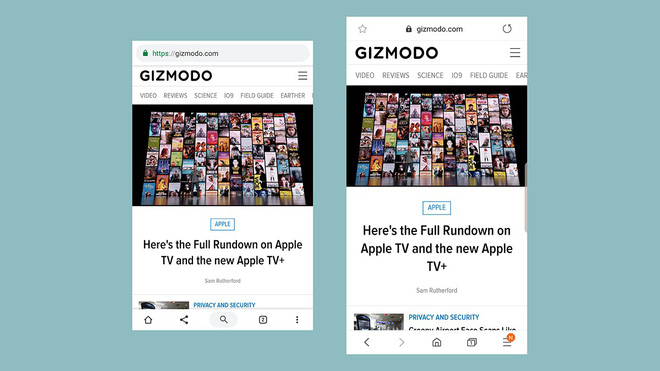 https://gizmodo.com
GIZMODO
VIDEO REVIEWS SCIENCE IO9 FIELD GUIDE EARTHER
APPLE
Here's the Full Rundown on Apple
TV and the new Apple TV+
Sam Rutherford
PRIVACY AND SECURITY
2
gizmodo.com
GIZMODO
VIDEO REVIEWS SCIENCE IO9 FIELD GUIDE EAR
APPLE
Here's the Full Rundown on
Apple TV and the new Apple
TV+
Sam Rutherford
PRIVACY AND SECURITY
Creepy Airport Face Scans Like
1
N